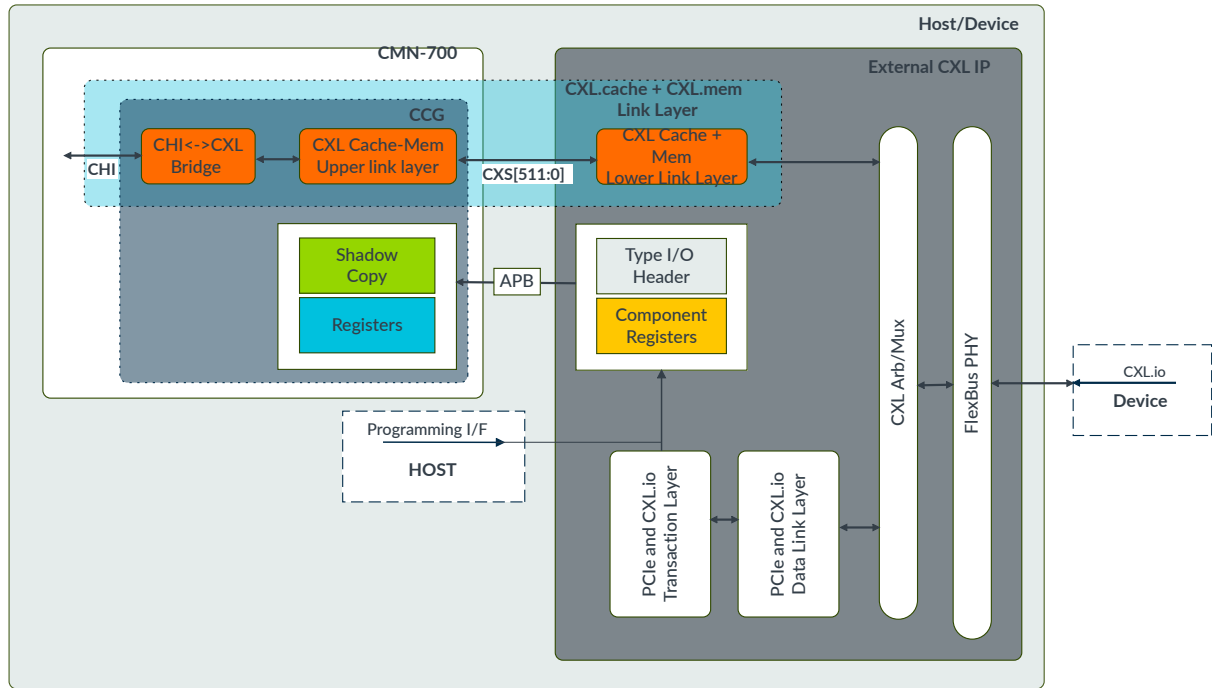 Host/Device
CMN-700
External CXL IP
CXL.cache + CXL.mem
Link Layer
CCG
CHI<->CXL
Bridge
CXL Cache-Mem
Upper link layer
CXL Cache +
Mem
Lower Link Layer
CHI
CXS[511:0]
Shadow
Copy
Registers
APB
Type I/O
Header
Component
Registers
CXL Arb/Mux
FlexBus PHY
CXL.io
Device
Programming I/F
HOST
PCIe and CXL.io
Transaction Layer
PCIe and CXL.io
Data Link Layer